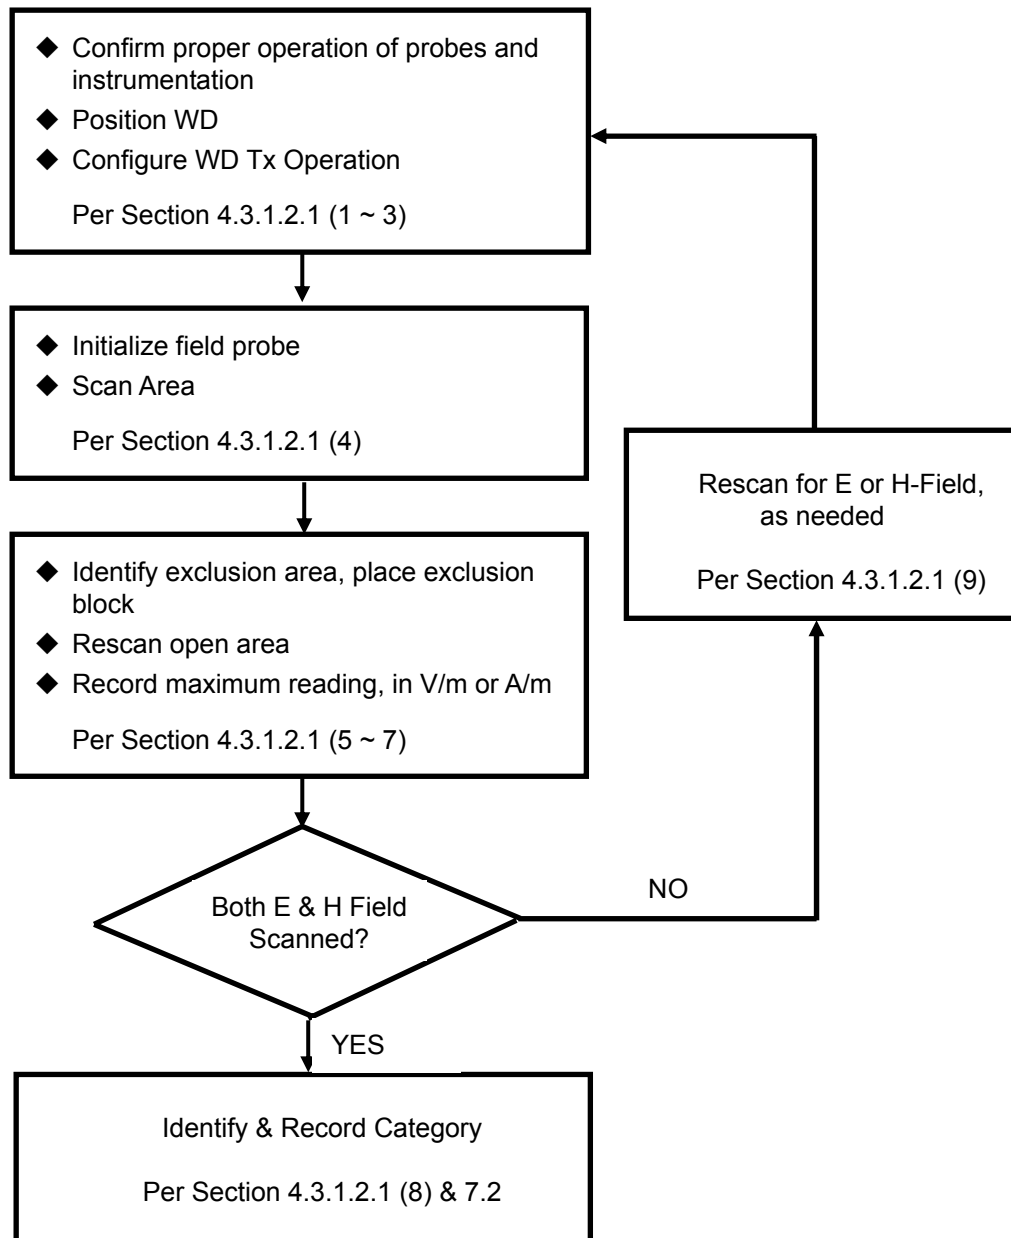 ◆ Confirm proper operation of probes and
instrumentation
◆ Position WD
◆ Configure WD Tx Operation
Per Section 4.3.1.2.1 (1 ~ 3)
◆ Initialize field probe
◆ Scan Area
Per Section 4.3.1.2.1 (4)
◆ Identify exclusion area, place exclusion
block
◆ Rescan open area
◆ Record maximum reading, in V/m or A/m
Per Section 4.3.1.2.1 (5 ~ 7)
Both E & H Field
Scanned?
NO
Rescan for E or H-Field,
as needed
Per Section 4.3.1.2.1 (9)
YES
Identify & Record Category
Per Section 4.3.1.2.1 (8) & 7.2